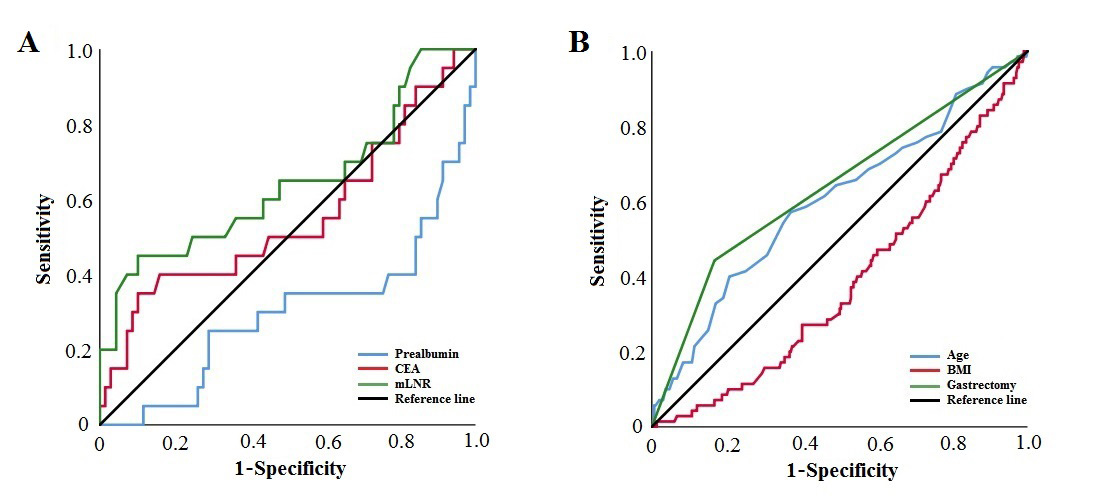 A
1.0
0.8
0.6
0.4
0.2
0
Sensitivity
0
0.2
0.4
0.6
0.8
1.0
1-Specificity
Prealbumin
CEA
mLNR
Reference line
B
1.0
0.8
0.6
0.4
0.2
0
Sensitivity
0
0.2
0.4
0.6
0.8
1.0
1-Specificity
Age
BMI
Gastrectomy
Reference line